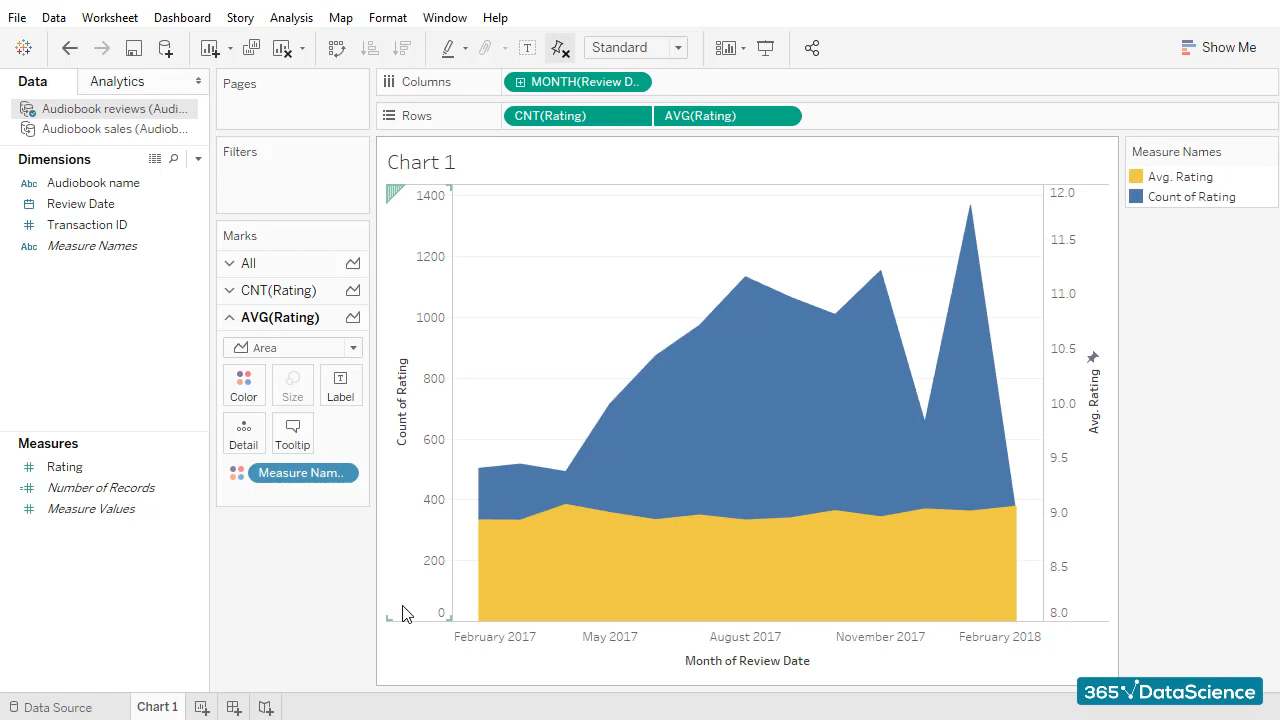 File Data Worksheet Dashboard Story Analysis Map Format Window Help
Standard
Show Me
Data Analytics
Audiobook reviews (Audi...
Audiobook sales (Audiob...
Dimensions
Abc Audiobook name
Review Date
# Transaction ID
Abc Measure Names
Measures
# Rating
=# Number of Records
# Measure Values
Pages
Filters
Marks
All
CNT(Rating)
AVG(Rating)
Area
Color Size Label
Detail Tooltip
Measure Nam..
Columns MONTH(Review D..
Rows CNT(Rating) AVG(Rating)
Chart 1
1400
1200
1000
800
600
400
200
0
Count of Rating
12.0
11.5
11.0
10.5
10.0
9.5
9.0
8.5
8.0
Avg. Rating
February 2017 May 2017 August 2017 November 2017 February 2018
Month of Review Date
Measure Names
Avg. Rating
Count of Rating
Data Source Chart 1
365 DataScience